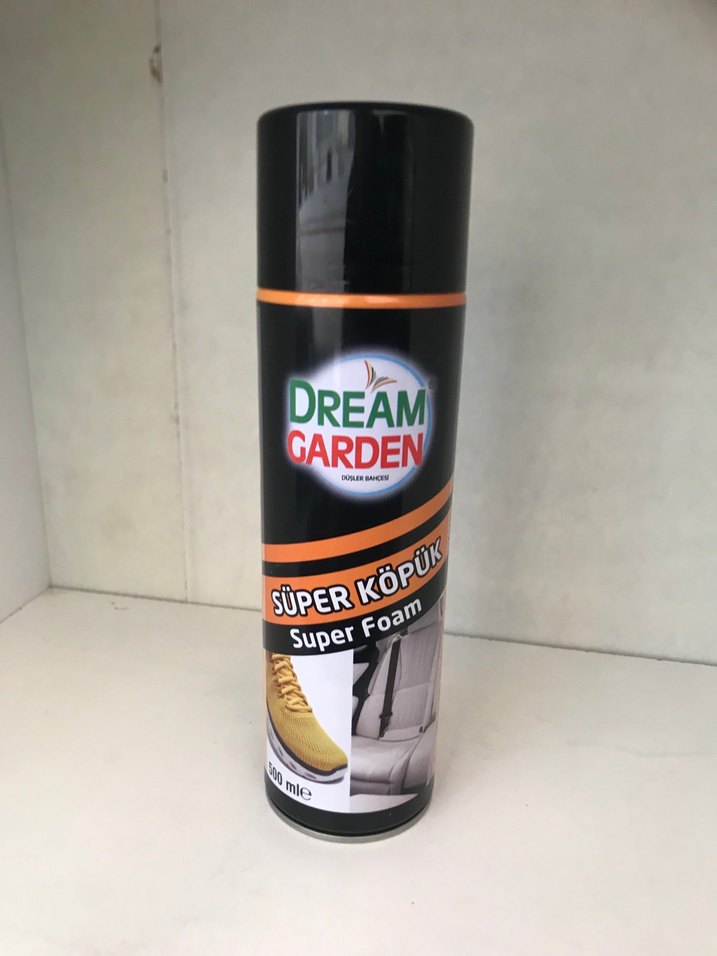 DREAM
GARDEN
®
DÜŞLER BAHÇESİ
SÜPER KÖPÜK
Super Foam
500 ml℮